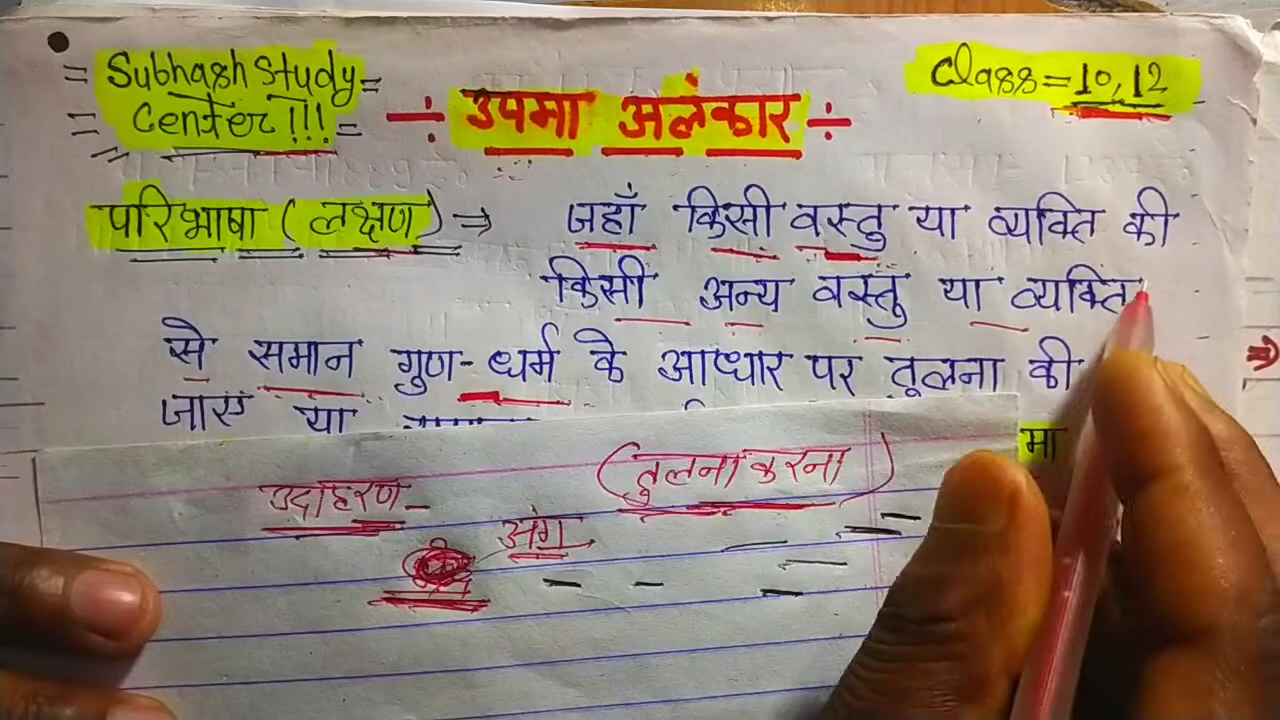 = Subhash Study =
= Center !!! =
Class = 10, 12
÷ उपमा अलंकार ÷
परिभाषा (लक्षण) ⇒ जहाँ किसी वस्तु या व्यक्ति की
किसी अन्य वस्तु या व्यक्ति
से समान गुण-धर्म के आधार पर तूलना की
जाए या
मा
(तुलना करना)
उदाहरण-
अंग